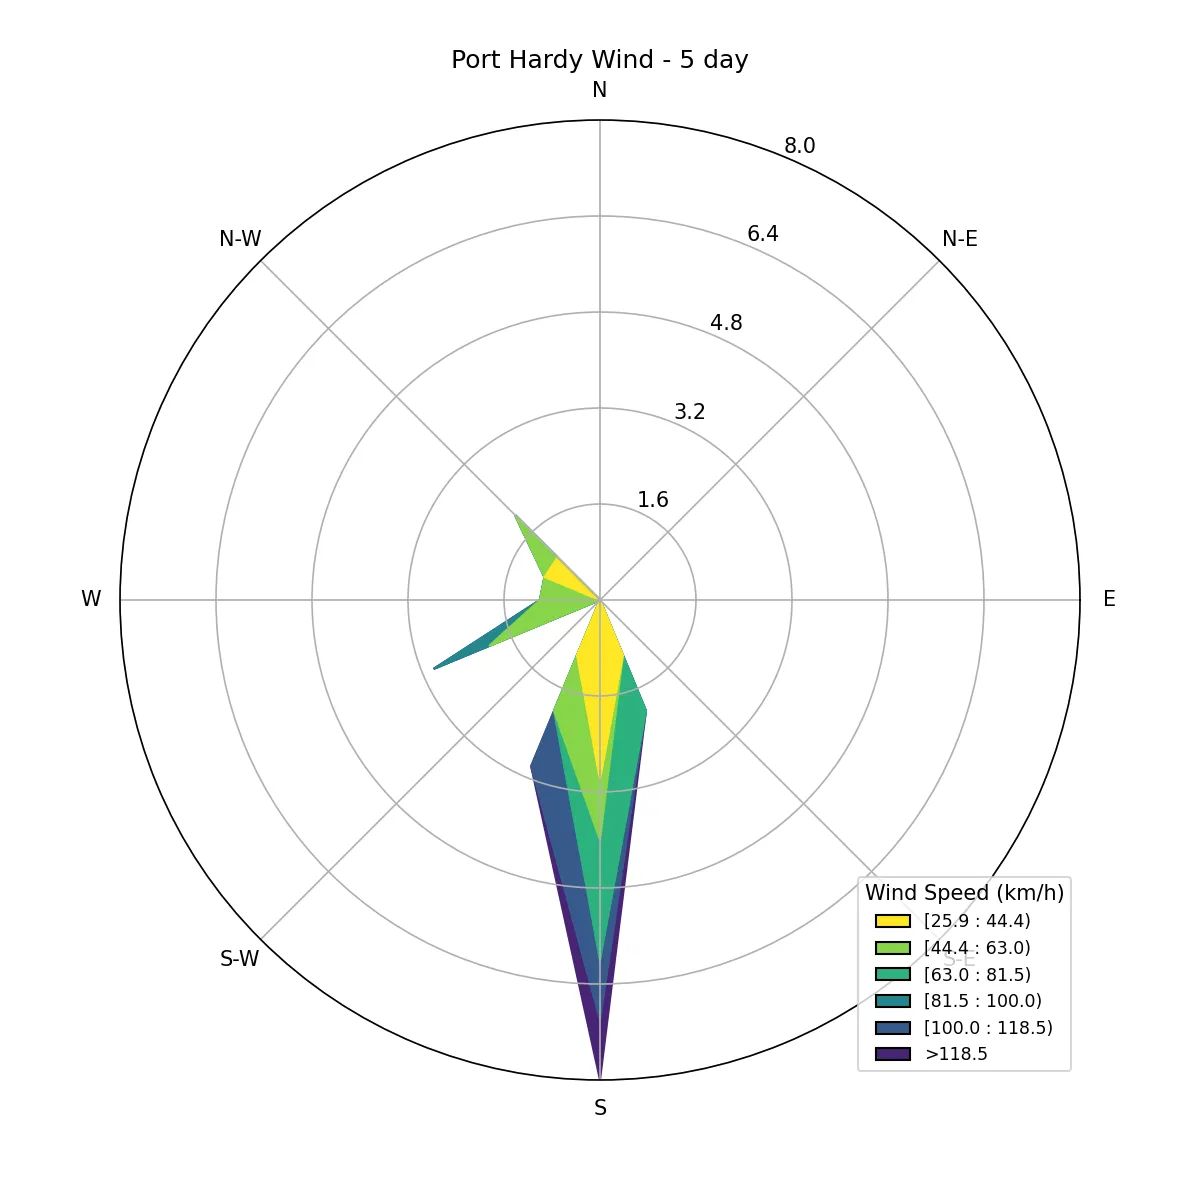 Port Hardy Wind - 5 day
N
8.0
N-W
N-E
6.4
4.8
3.2
1.6
W
E
S-W
S-E
Wind Speed (km/h)
[25.9 : 44.4)
[44.4 : 63.0)
[63.0 : 81.5)
[81.5 : 100.0)
[100.0 : 118.5)
>118.5
S